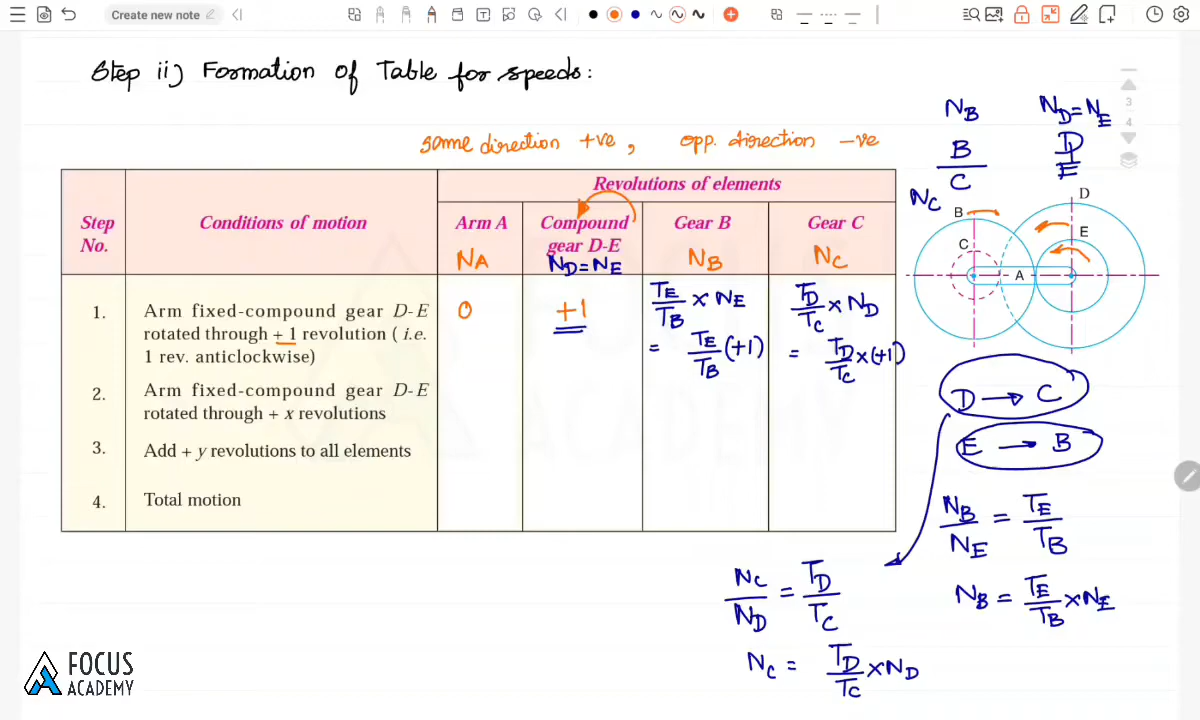 Create new note
Step ii) Formation of Table for speeds:
same direction +ve, opp. direction -ve
Step No.
Conditions of motion
Revolutions of elements
Arm A
Compound gear D-E
Gear B
Gear C
NA
ND=NE
NB
NC
1.
Arm fixed-compound gear D-E
rotated through + 1 revolution ( i.e.
1 rev. anticlockwise)
0
+1
TE/TB × NE
= TE/TB (+1)
TD/TC × ND
= TD/TC × (+1)
2.
Arm fixed-compound gear D-E
rotated through + x revolutions
3.
Add + y revolutions to all elements
4.
Total motion
3
4
NB
ND=NE
B
C
D
E
NC
B
C
D
E
A
D → C
E → B
NB/NE = TE/TB
NB = TE/TB × NE
NC/ND = TD/TC
NC = TD/TC × ND
FOCUS
ACADEMY
FOCUS
ACADEMY